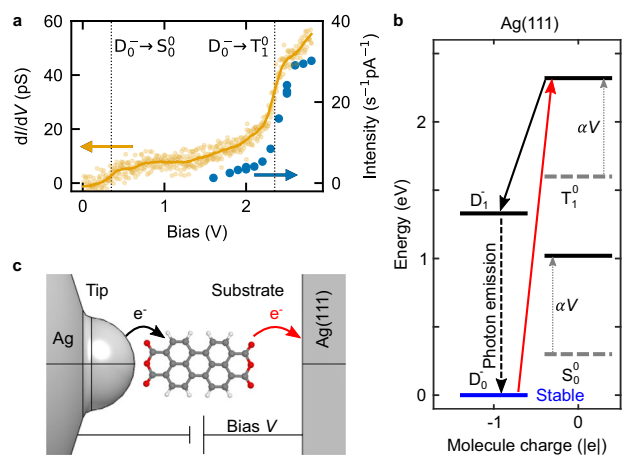 a
D₀⁻→S₀⁰
D₀⁻→T₁⁰
60
40
20
0
dI/dV (pS)
40
20
0
Intensity (s⁻¹pA⁻¹)
0
1
2
Bias (V)
b
Ag(111)
2
1
0
Energy (eV)
αV
T₁⁰
D₁⁻
αV
Photon emission
S₀⁰
D₀⁻
Stable
-1
0
Molecule charge (|e|)
c
Tip
Substrate
e⁻
e⁻
Ag
Ag(111)
Bias V